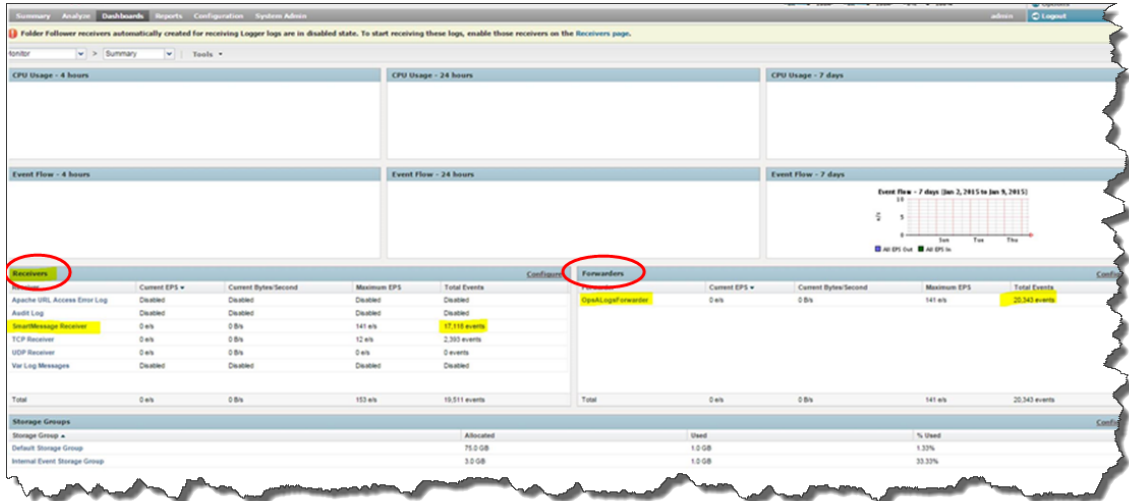 Options
Summary Analyze Dashboards Reports Configuration System Admin admin Logout
Folder Follower receivers automatically created for receiving Logger logs are in disabled state. To start receiving these logs, enable those receivers on the Receivers page.
Monitor > Summary Tools
CPU Usage - 4 hours CPU Usage - 24 hours CPU Usage - 7 days
Event Flow - 4 hours Event Flow - 24 hours Event Flow - 7 days
Event Flow - 7 days (Jan 2, 2015 to Jan 9, 2015)
10
5
0
e/s
Sun Tue Thu
All EPS Out All EPS In
Receivers Configure Forwarders
Receiver Current EPS Current Bytes/Second Maximum EPS Total Events Forwarder Current EPS Current Bytes/Second Maximum EPS Total Events
Apache URL Access Error Log Disabled Disabled Disabled Disabled OpsALogsForwarder 0 e/s 0 B/s 141 e/s 20,343 events
Audit Log Disabled Disabled Disabled Disabled
SmartMessage Receiver 0 e/s 0 B/s 141 e/s 17,118 events
TCP Receiver 0 e/s 0 B/s 12 e/s 2,393 events
UDP Receiver 0 e/s 0 B/s 0 e/s 0 events
Var Log Messages Disabled Disabled Disabled Disabled
Total 0 e/s 0 B/s 153 e/s 19,511 events Total 0 e/s 0 B/s 141 e/s 20,343 events
Storage Groups
Storage Group Allocated Used % Used
Default Storage Group 75.0 GB 1.0 GB 1.33%
Internal Event Storage Group 3.0 GB 1.0 GB 33.33%